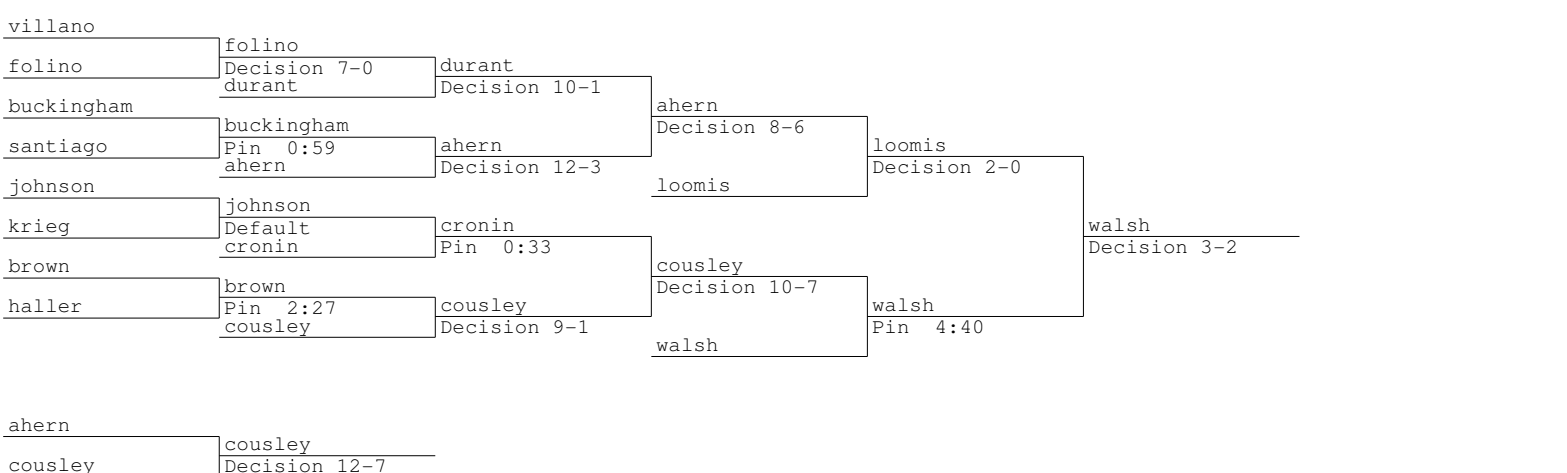 villano
folino
folino
Decision 7-0
durant
durant
Decision 10-1
buckingham
ahern
Decision 8-6
buckingham
santiago
Pin 0:59
ahern
ahern
Decision 12-3
loomis
Decision 2-0
johnson
loomis
johnson
krieg
Default
cronin
cronin
Pin 0:33
walsh
Decision 3-2
brown
cousley
Decision 10-7
brown
haller
Pin 2:27
cousley
cousley
Decision 9-1
walsh
Pin 4:40
walsh
ahern
cousley
cousley
Decision 12-7